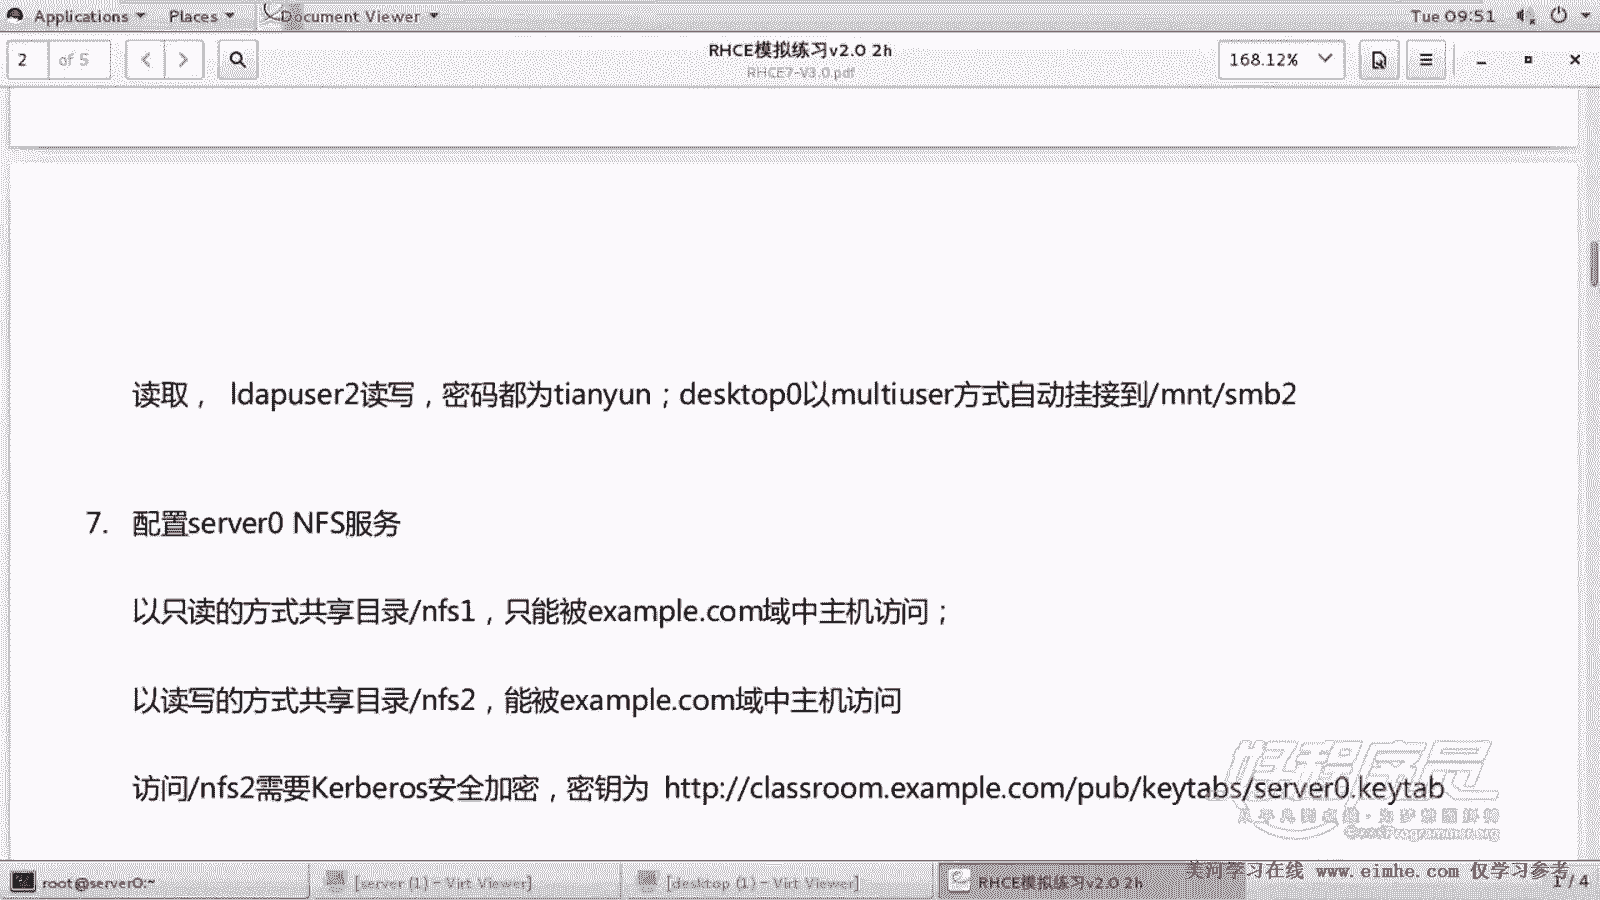 Applications Places Document Viewer Tue 09:51
2 of 5 RHCE模拟练习v2.0 2h 168.12%
RHCE7-V3.0.pdf
读取， ldapuser2读写，密码都为tianyun；desktop0以multiuser方式自动挂接到/mnt/smb2
7. 配置server0 NFS服务
以只读的方式共享目录/nfs1，只能被example.com域中主机访问；
以读写的方式共享目录/nfs2，能被example.com域中主机访问
访问/nfs2需要Kerberos安全加密，密钥为 http://classroom.example.com/pub/keytabs/server0.keytab
好程序员
GoodProgrammer.org
美河学习在线 www.eimhe.com 仅学习参考
root@server0:~ [server (1) – Virt Viewer] [desktop (1) – Virt Viewer] RHCE模拟练习v2.0 2h 1 / 4